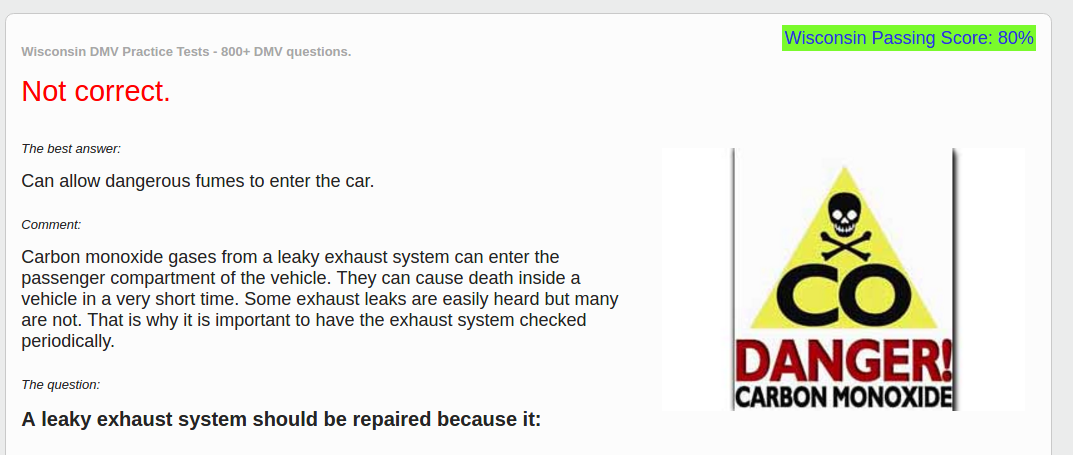 Wisconsin Passing Score: 80%
Wisconsin DMV Practice Tests - 800+ DMV questions.
Not correct.
The best answer:
Can allow dangerous fumes to enter the car.
Comment:
Carbon monoxide gases from a leaky exhaust system can enter the
passenger compartment of the vehicle. They can cause death inside a
vehicle in a very short time. Some exhaust leaks are easily heard but many
are not. That is why it is important to have the exhaust system checked
periodically.
The question:
A leaky exhaust system should be repaired because it:
CO
DANGER!
CARBON MONOXIDE